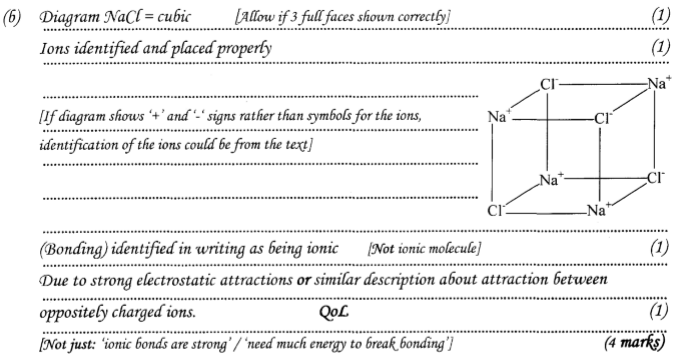 (b) Diagram NaCl = cubic [Allow if 3 full faces shown correctly] (1)
Ions identified and placed properly (1)
Cl⁻ Na⁺
[If diagram shows '+' and '-' signs rather than symbols for the ions,
Na⁺ Cl⁻
identification of the ions could be from the text]
Na⁺ Cl⁻
Cl⁻ Na⁺
(Bonding) identified in writing as being ionic [Not ionic molecule] (1)
Due to strong electrostatic attractions or similar description about attraction between
oppositely charged ions. QoL (1)
[Not just: 'ionic bonds are strong' / 'need much energy to break bonding'] (4 marks)